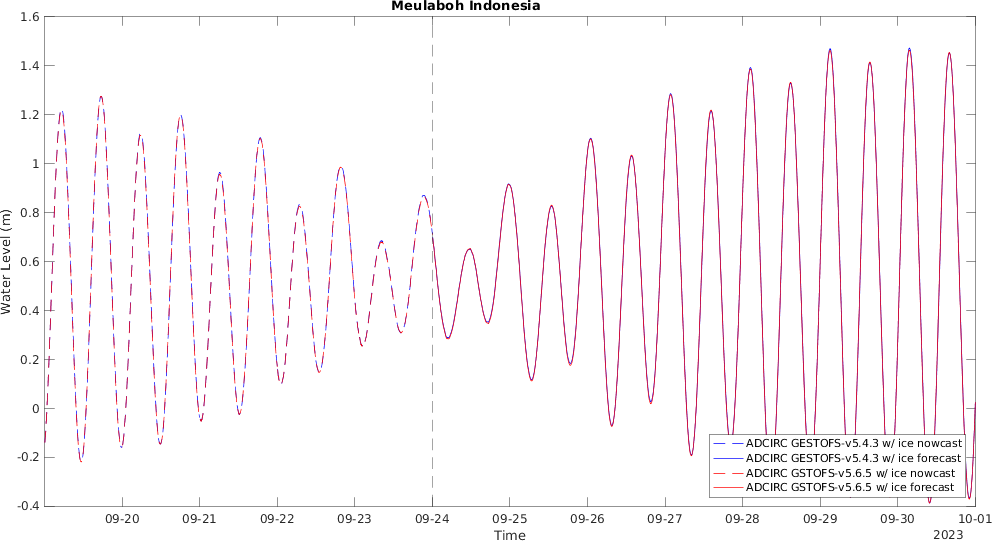 Meulaboh Indonesia
1.6
1.4
1.2
1
0.8
0.6
0.4
0.2
0
-0.2
-0.4
Water Level (m)
ADCIRC GESTOFS-v5.4.3 w/ ice nowcast
ADCIRC GESTOFS-v5.4.3 w/ ice forecast
ADCIRC GSTOFS-v5.6.5 w/ ice nowcast
ADCIRC GSTOFS-v5.6.5 w/ ice forecast
09-20 09-21 09-22 09-23 09-24 09-25 09-26 09-27 09-28 09-29 09-30 10-01
Time
2023